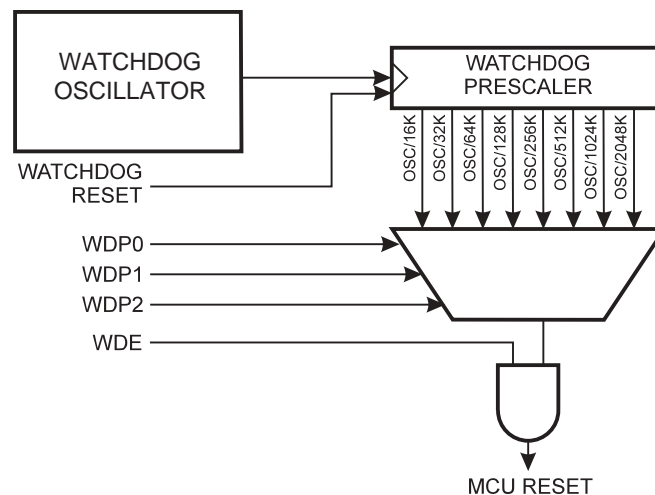 WATCHDOG
OSCILLATOR
WATCHDOG
PRESCALER
OSC/16K
OSC/32K
OSC/64K
OSC/128K
OSC/256K
OSC/512K
OSC/1024K
OSC/2048K
WATCHDOG
RESET
WDP0
WDP1
WDP2
WDE
MCU RESET